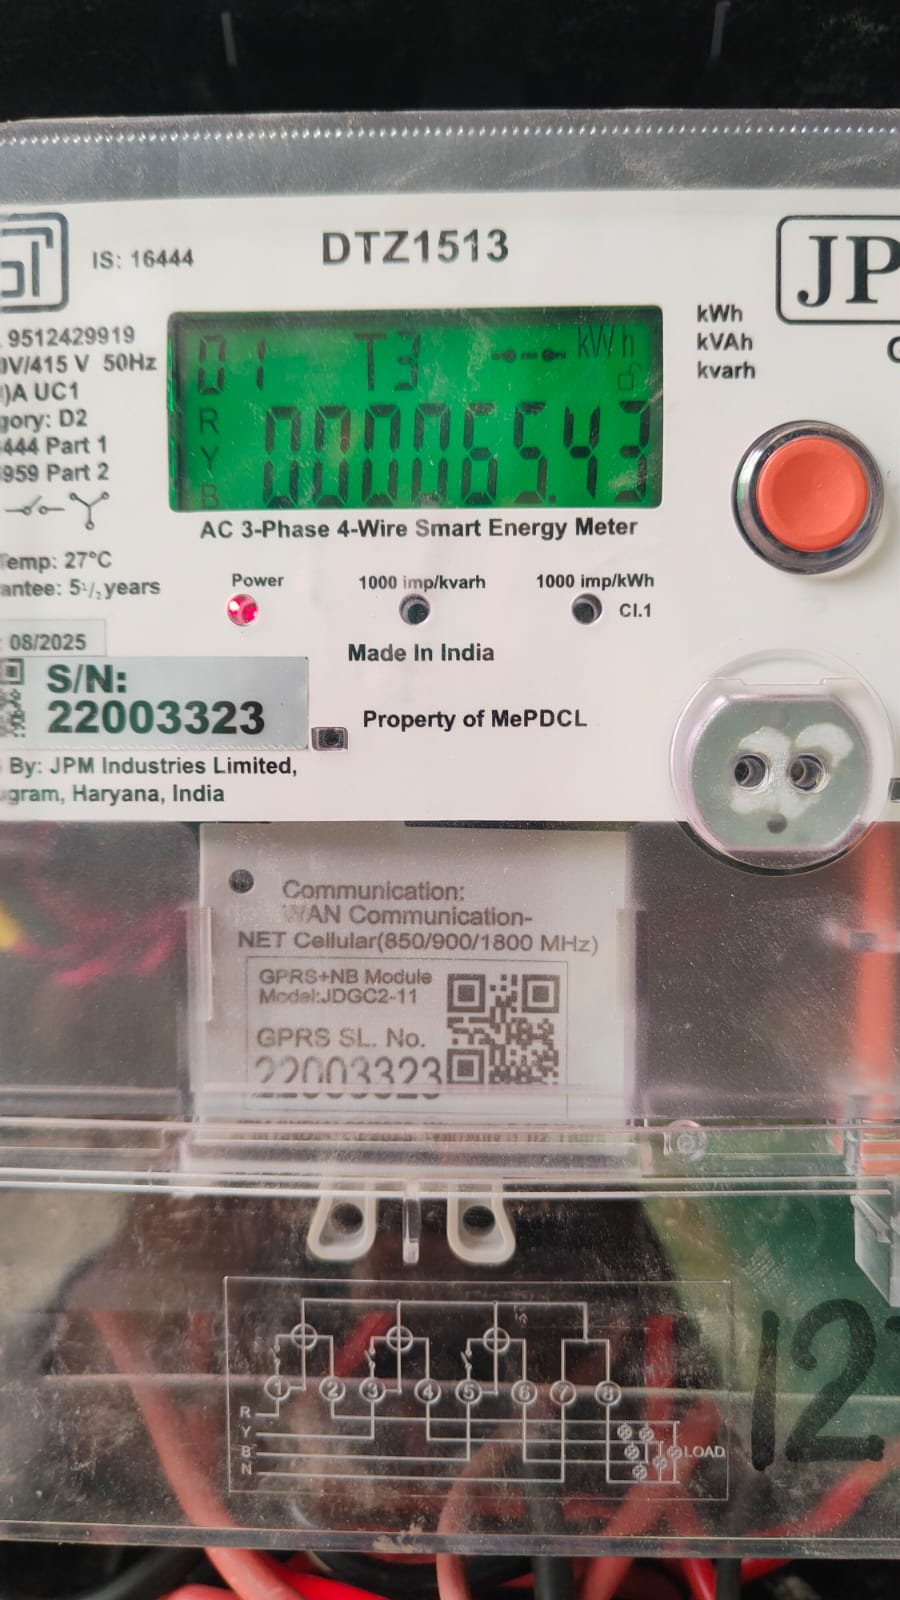 IS: 16444
DTZ1513
JP
9512429919
V/415 V 50Hz
)A UC1
gory: D2
444 Part 1
959 Part 2
Temp: 27°C
antee: 5 1/2 years
08/2025
S/N:
22003323
By: JPM Industries Limited,
gram, Haryana, India
01 T3 kWh
R
Y
B
00006543
kWh
kVAh
kvarh
AC 3-Phase 4-Wire Smart Energy Meter
Power
1000 imp/kvarh
1000 imp/kWh
Cl.1
Made In India
Property of MePDCL
Communication:
WAN Communication-
NET Cellular(850/900/1800 MHz)
GPRS+NB Module
Model:JDGC2-11
GPRS SL. No.
22003323
1 2 3 4 5 6 7 8
R
Y
B
N
LOAD
12